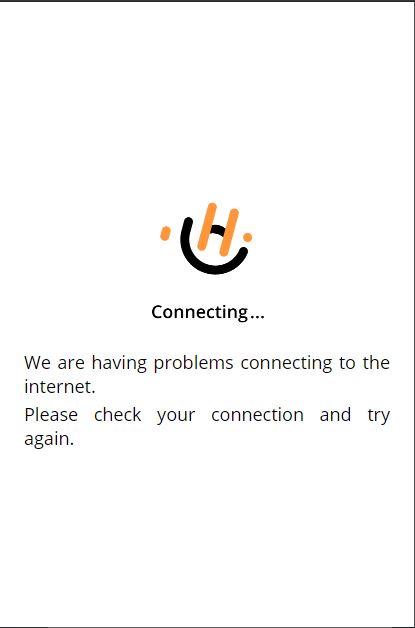 Connecting...
We are having problems connecting to the
internet.
Please check your connection and try
again.